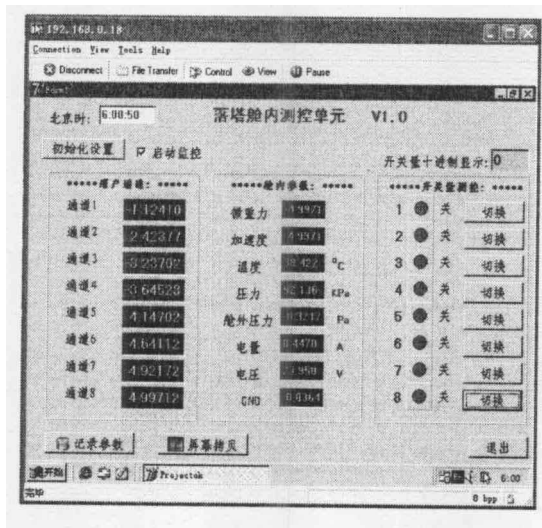 192.168.0.18
Connection View Tools Help
Disconnect File Transfer Control View Pause
北京时: 6:00:50 落塔舱内测控单元 V1.0
初始化设置 启动监控
开关量十进制显示: 0
*****用户通道: ***** *****舱内参数: ***** *****开关量测控: *****
通道1 -1.12410 微重力 1 关 切换
通道2 -2.42377 加速度 2 关 切换
通道3 -3.23702 温度 °C 3 关 切换
通道4 -3.64528 压力 KPa 4 关 切换
通道5 -4.14702 舱外压力 Pa 5 关 切换
通道6 -4.64112 电量 0.4470 A 6 关 切换
通道7 -4.92172 电压 V 7 关 切换
通道8 -4.99712 GND 8 关 切换
记录参数 屏幕拷贝 退出
开始 Projectok 6:00
完毕 8 bpp